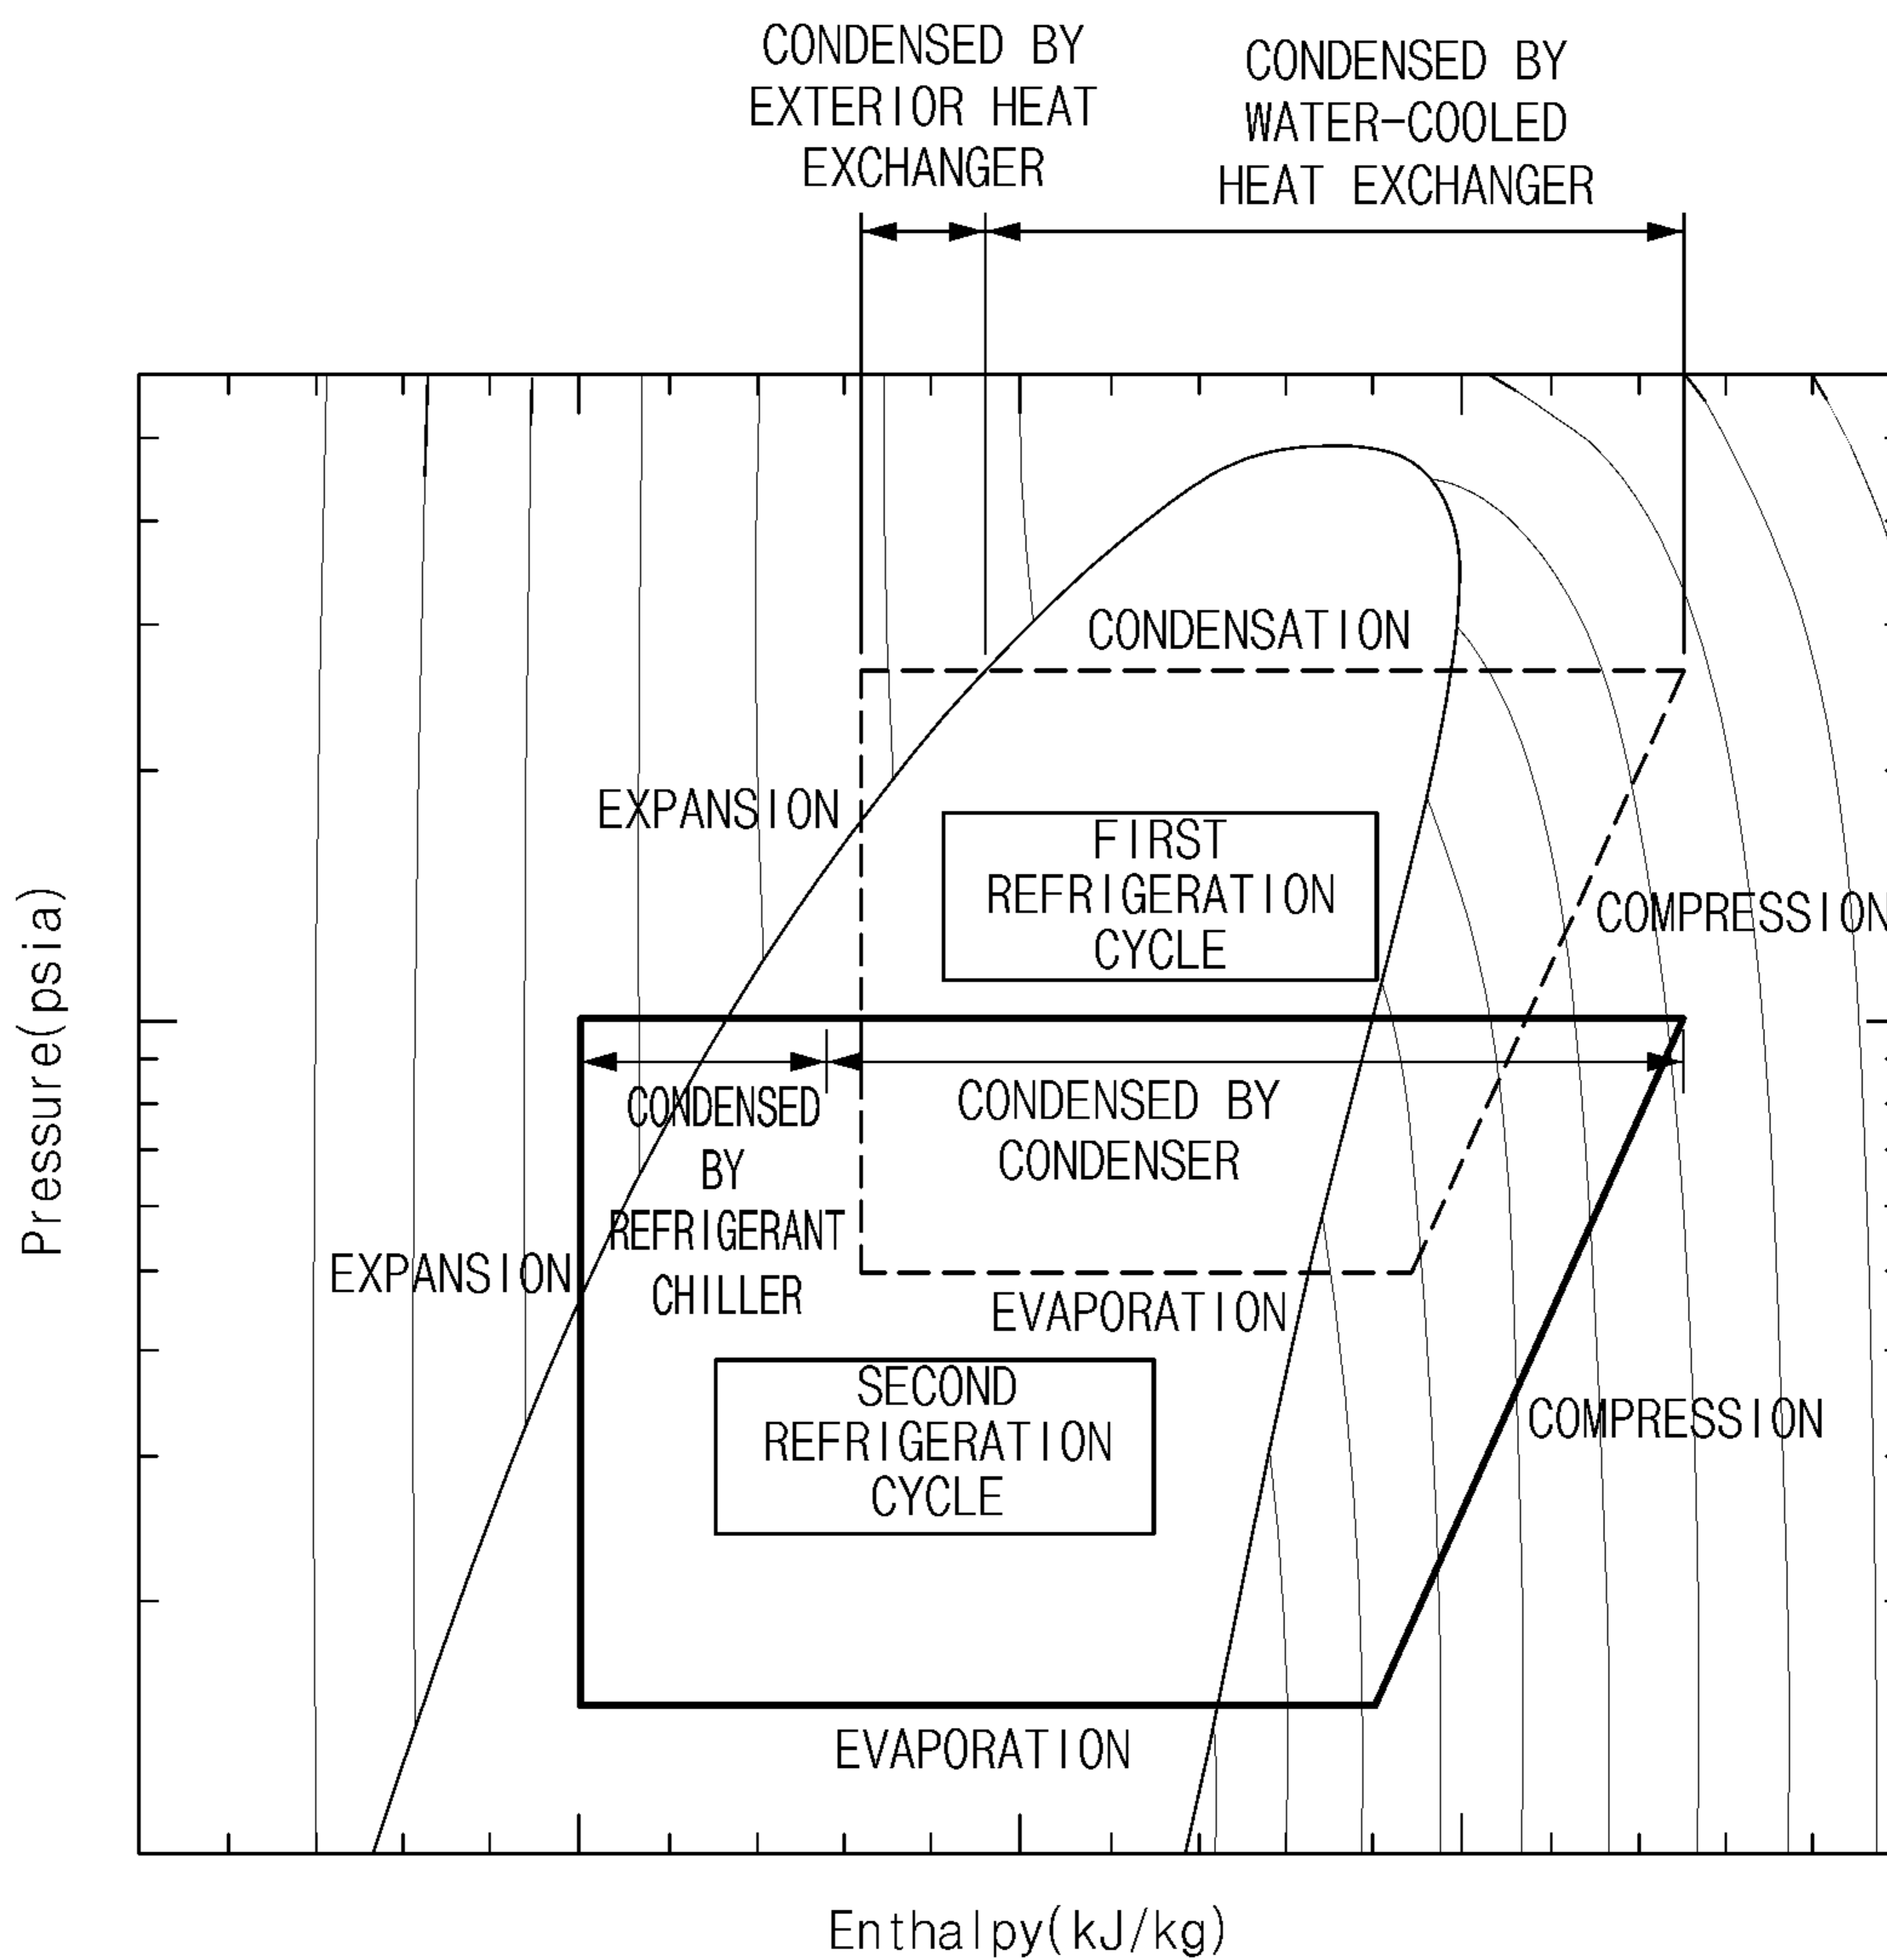 CONDENSED BY
EXTERIOR HEAT
EXCHANGER
CONDENSED BY
WATER-COOLED
HEAT EXCHANGER
CONDENSATION
EXPANSION
FIRST
REFRIGERATION
CYCLE
COMPRESSION
Pressure(psia)
CONDENSED
BY
REFRIGERANT
CHILLER
CONDENSED BY
CONDENSER
EXPANSION
EVAPORATION
SECOND
REFRIGERATION
CYCLE
COMPRESSION
EVAPORATION
Enthalpy(kJ/kg)